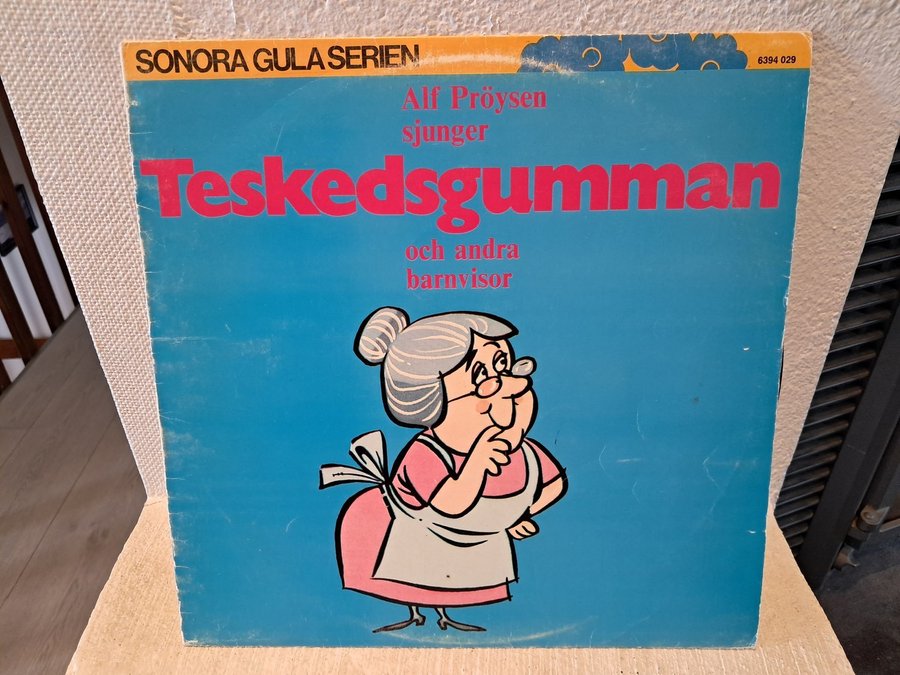 SONORA GULA SERIEN
6394 029
Alf Pröysen
sjunger
Teskedsgumman
och andra
barnvisor